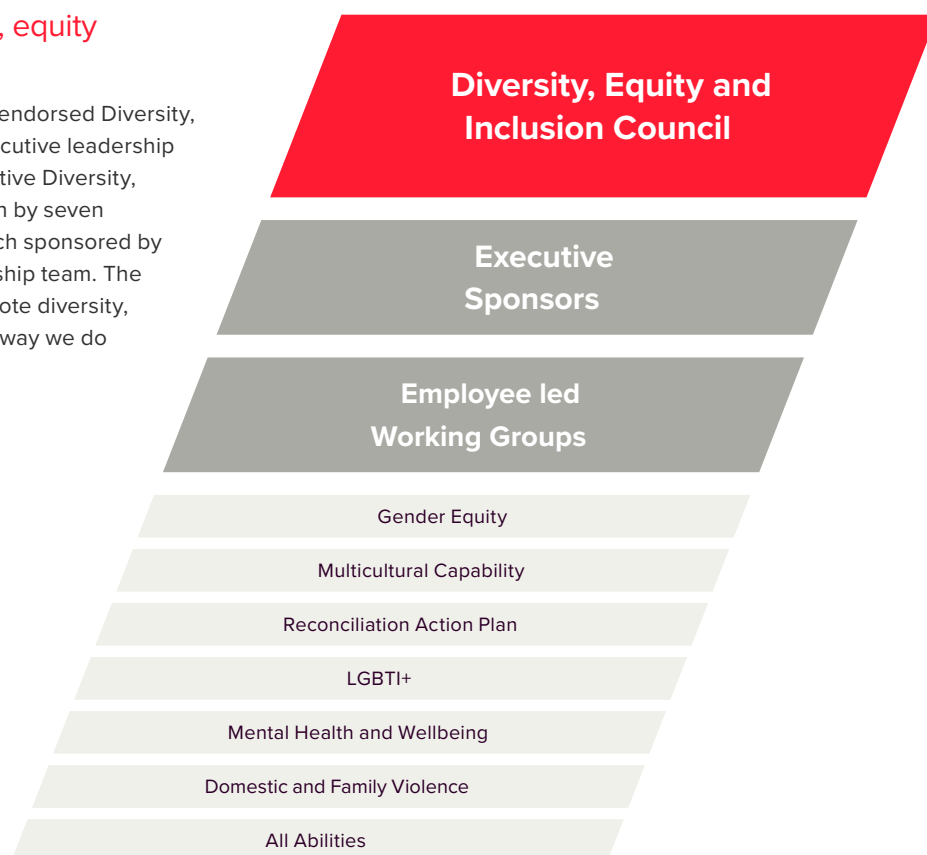 , equity
endorsed Diversity,
cutive leadership
tive Diversity,
by seven
ch sponsored by
ship team. The
ote diversity,
way we do
Diversity, Equity and
Inclusion Council
Executive
Sponsors
Employee led
Working Groups
Gender Equity
Multicultural Capability
Reconciliation Action Plan
LGBTI+
Mental Health and Wellbeing
Domestic and Family Violence
All Abilities